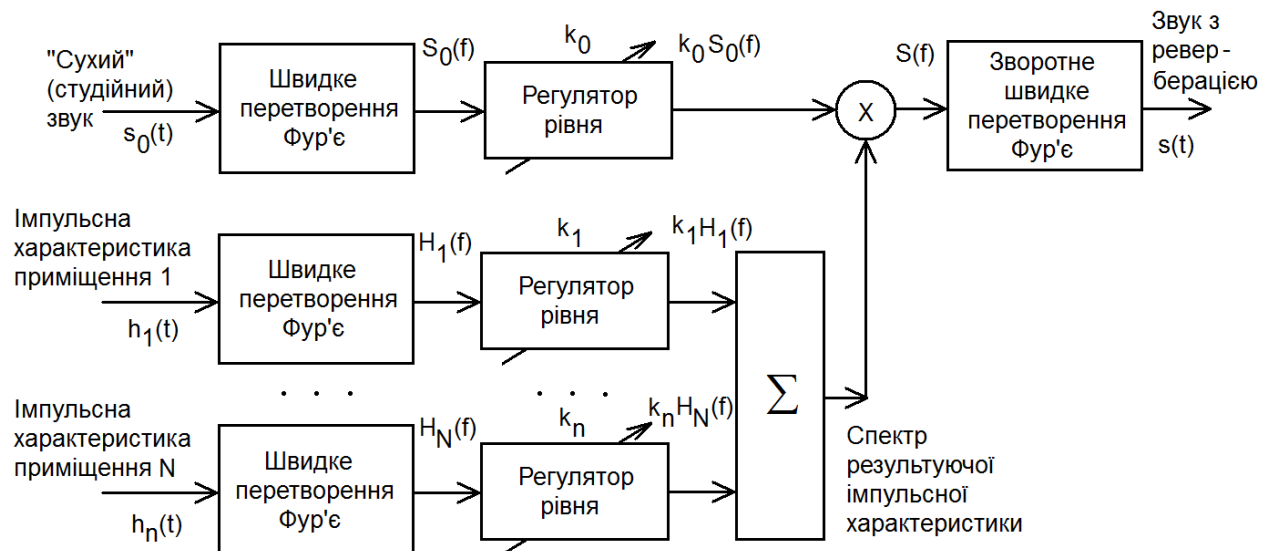 "Сухий"
(студійний)
звук
s0(t)
Швидке
перетворення
Фур'є
S0(f)
k0
Регулятор
рівня
k0 S0(f)
X
S(f)
Зворотне
швидке
перетворення
Фур'є
Звук з
ревер -
берацією
s(t)
Імпульсна
характеристика
приміщення 1
h1(t)
Швидке
перетворення
Фур'є
H1(f)
k1
Регулятор
рівня
k1H1(f)
Σ
. . .
. . .
Імпульсна
характеристика
приміщення N
hn(t)
Швидке
перетворення
Фур'є
HN(f)
kn
Регулятор
рівня
knHN(f)
Спектр
результуючої
імпульсної
характеристики